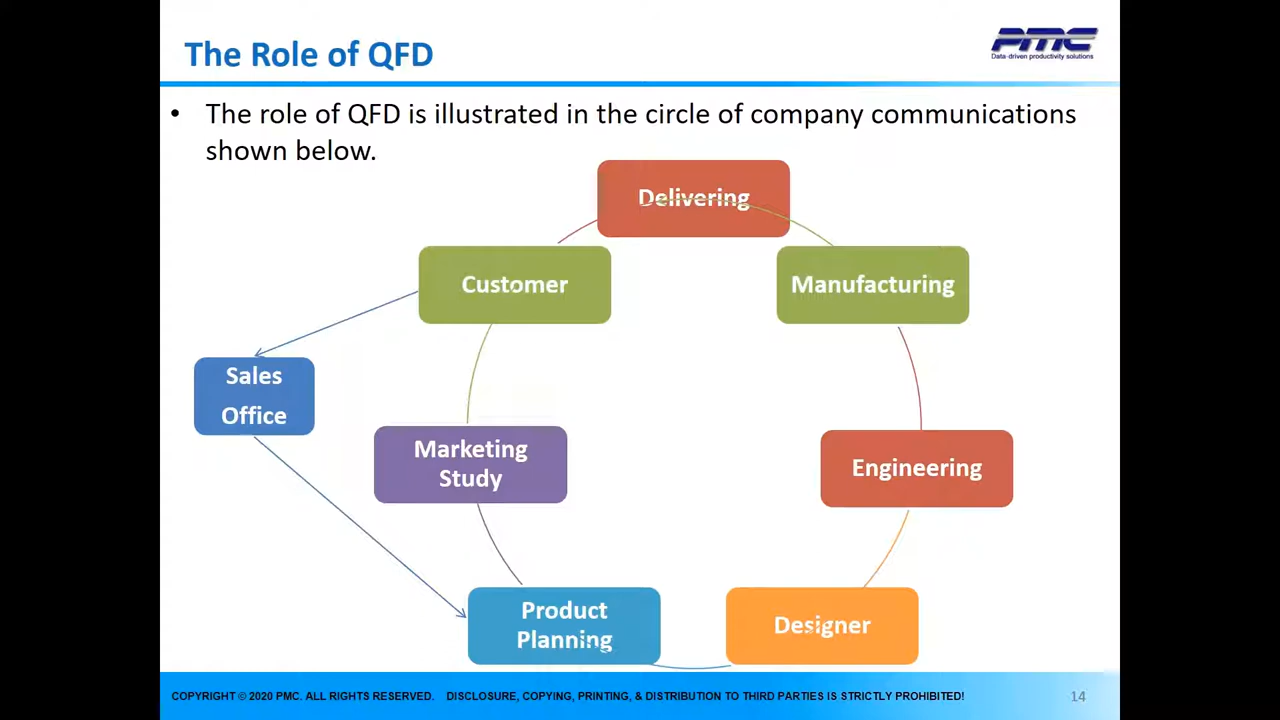 The Role of QFD
PMC
Data-driven productivity solutions
• The role of QFD is illustrated in the circle of company communications
shown below.
Delivering
Customer
Manufacturing
Sales
Office
Marketing
Study
Engineering
Product
Planning
Designer
COPYRIGHT © 2020 PMC. ALL RIGHTS RESERVED. DISCLOSURE, COPYING, PRINTING, & DISTRIBUTION TO THIRD PARTIES IS STRICTLY PROHIBITED!
14